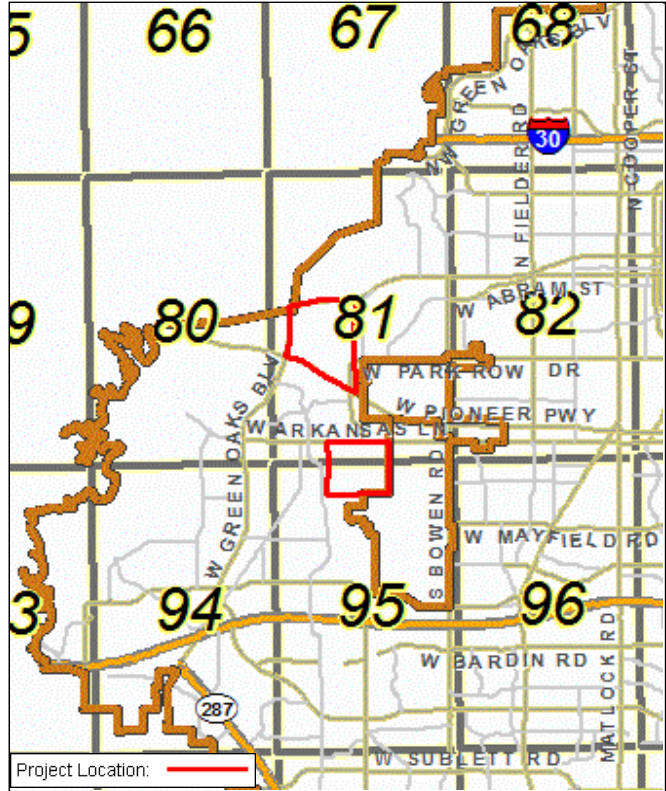 5
66
67
68
W GREEN OAKS BLV
N FIELDER RD
N COOPER ST
30
W ABRAM ST
9
80
81
82
W PARK ROW DR
W PIONEER PWY
W ARKANSAS LN
W GREEN OAKS BLV
S BOWEN RD
W MAYFIELD RD
3
94
95
96
W BARDIN RD
MATLOCK RD
287
W SUBLETT RD
Project Location: